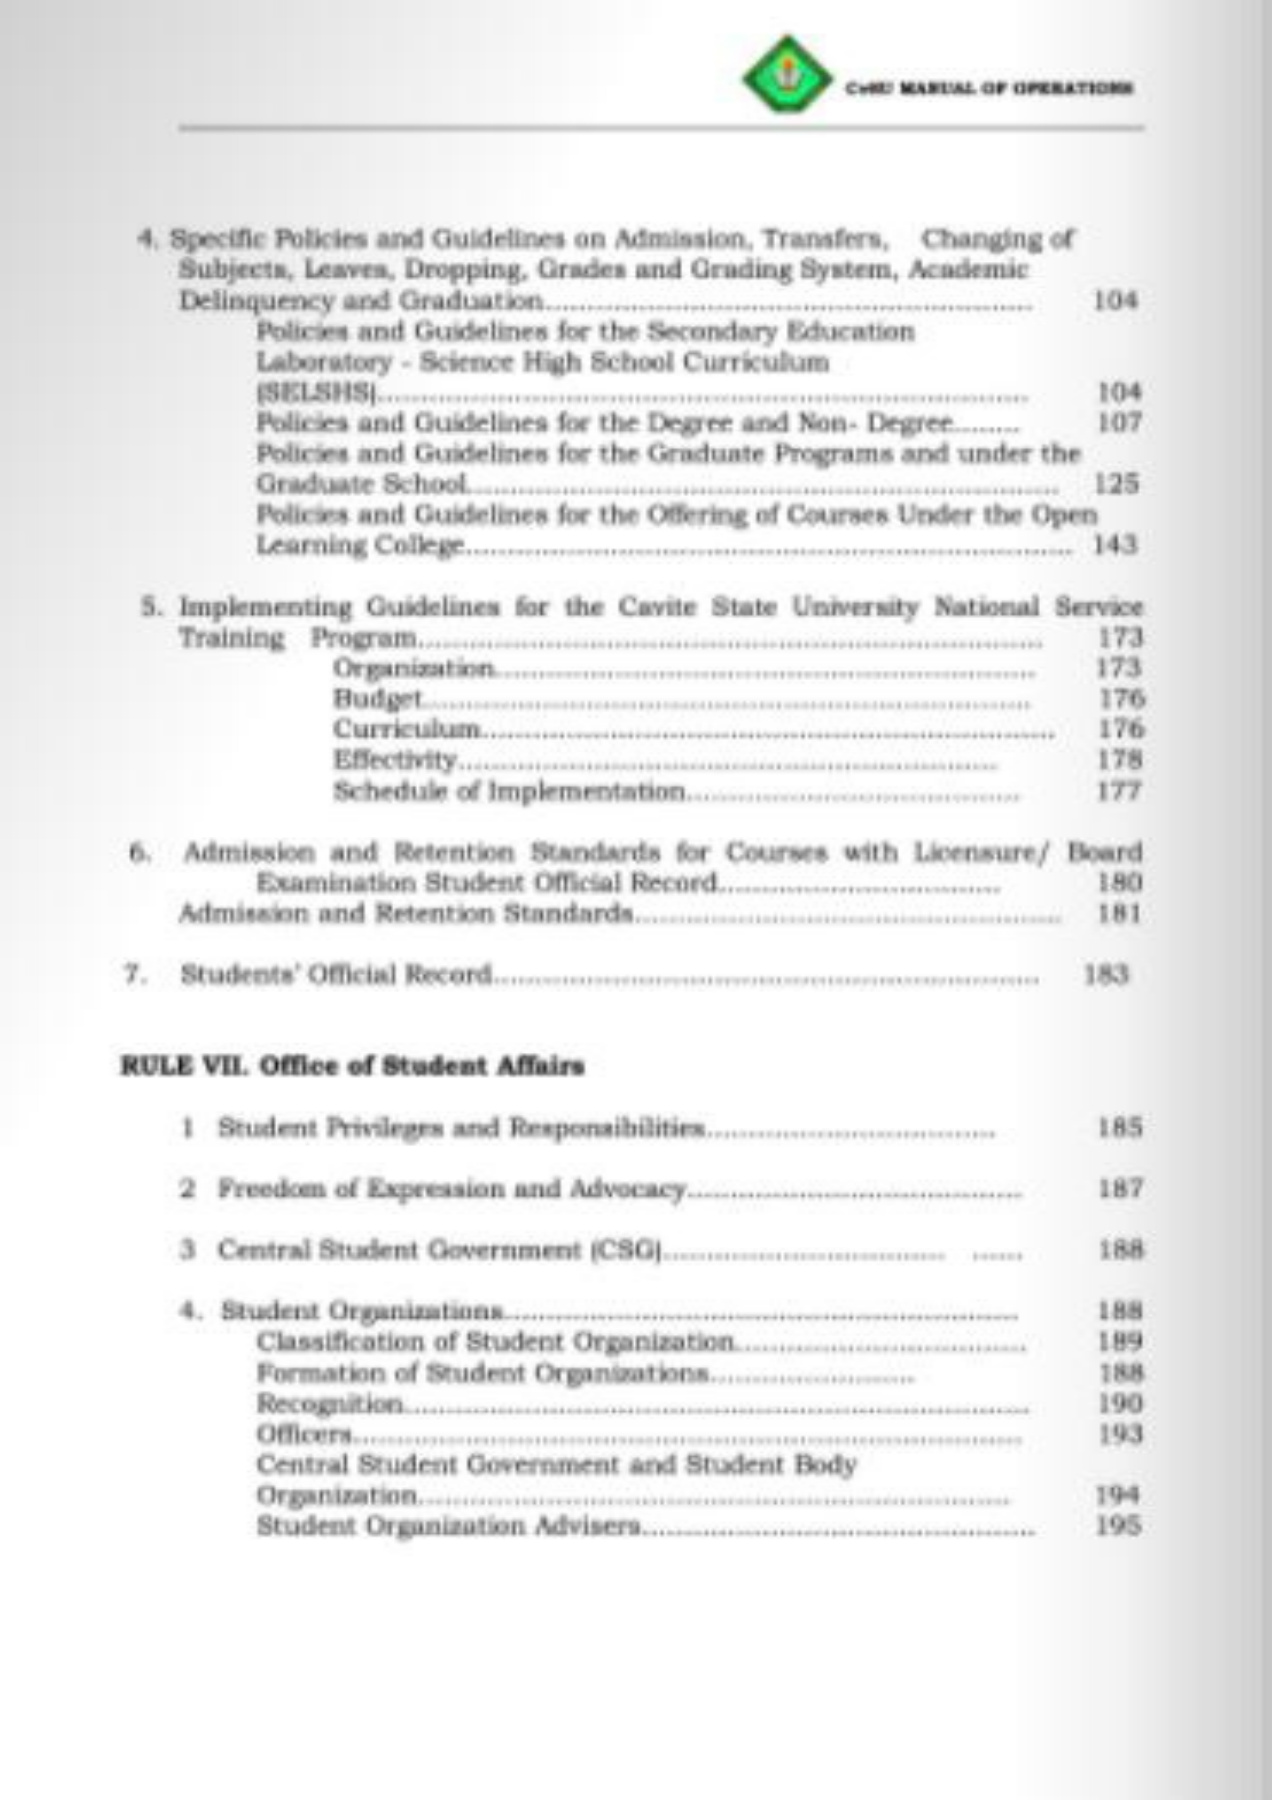 CvSU MANUAL OF OPERATIONS
4. Specific Policies and Guidelines on Admission, Transfers, Changing of
Subjects, Leaves, Dropping, Grades and Grading System, Academic
Delinquency and Graduation.......... 104
Policies and Guidelines for the Secondary Education
Laboratory - Science High School Curriculum
(SELSHS).......... 104
Policies and Guidelines for the Degree and Non- Degree......... 107
Policies and Guidelines for the Graduate Programs and under the
Graduate School.......... 125
Policies and Guidelines for the Offering of Courses Under the Open
Learning College.......... 143
5. Implementing Guidelines for the Cavite State University National Service
Training Program.......... 173
Organization.......... 173
Budget.......... 176
Curriculum.......... 176
Effectivity.......... 178
Schedule of Implementation.......... 177
6. Admission and Retention Standards for Courses with Licensure/ Board
Examination Student Official Record.......... 180
Admission and Retention Standards.......... 181
7. Students' Official Record.......... 183
RULE VII. Office of Student Affairs
1 Student Privileges and Responsibilities.......... 185
2 Freedom of Expression and Advocacy.......... 187
3 Central Student Government (CSG).......... ...... 188
4. Student Organizations.......... 188
Classification of Student Organization.......... 189
Formation of Student Organizations.......... 188
Recognition.......... 190
Officers.......... 193
Central Student Government and Student Body
Organization.......... 194
Student Organization Advisers.......... 195